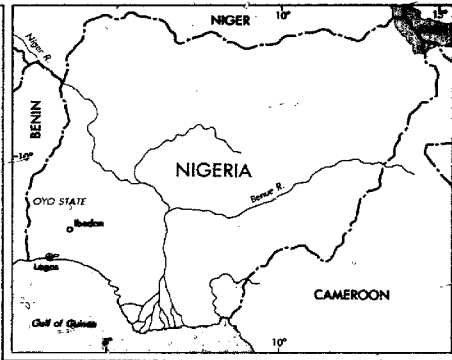 NIGER
10°
15°
Niger R.
BENIN
10°
NIGERIA
Benue R.
OYO STATE
Ibadan
Lagos
CAMEROON
Gulf of Guinea
10°